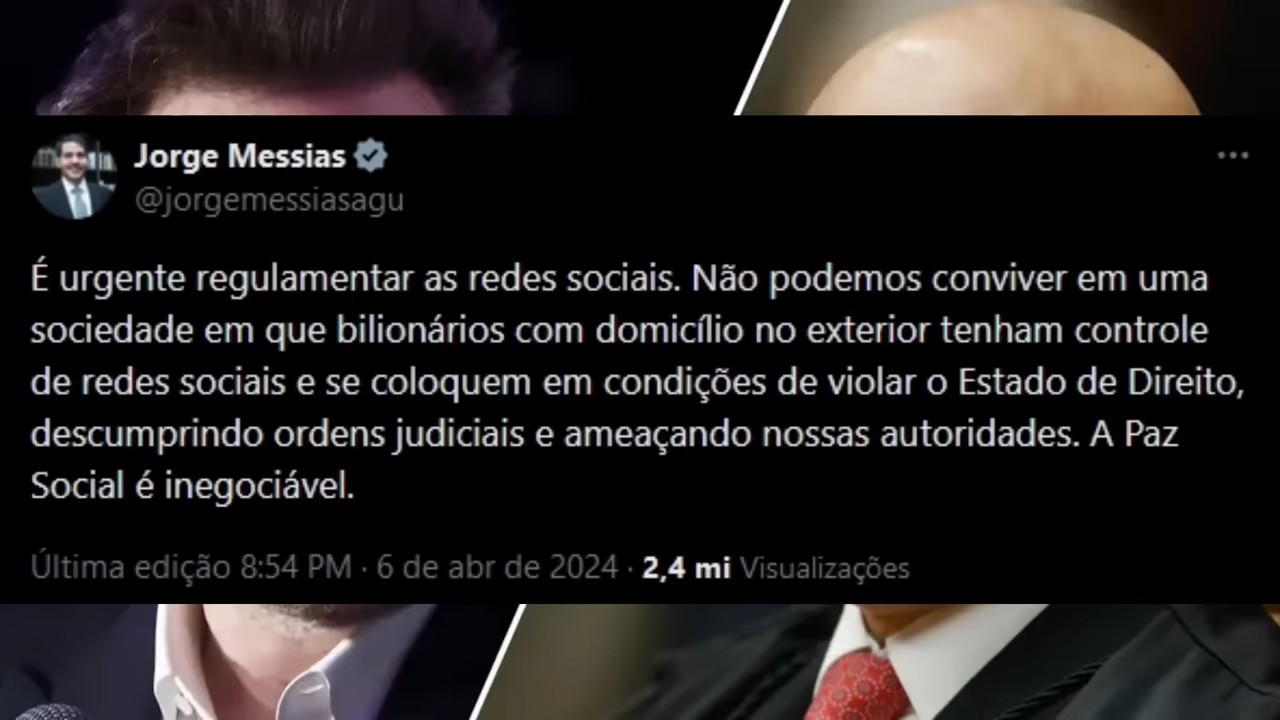 Jorge Messias
@jorgemessiasagu
É urgente regulamentar as redes sociais. Não podemos conviver em uma
sociedade em que bilionários com domicílio no exterior tenham controle
de redes sociais e se coloquem em condições de violar o Estado de Direito,
descumprindo ordens judiciais e ameaçando nossas autoridades. A Paz
Social é inegociável.
Última edição 8:54 PM · 6 de abr de 2024 · 2,4 mi Visualizações